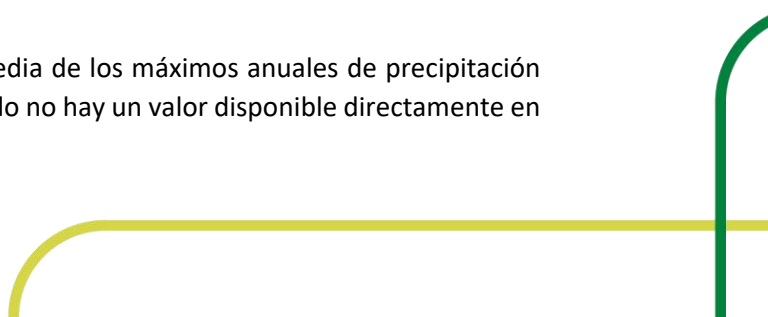 edia de los máximos anuales de precipitación
do no hay un valor disponible directamente en